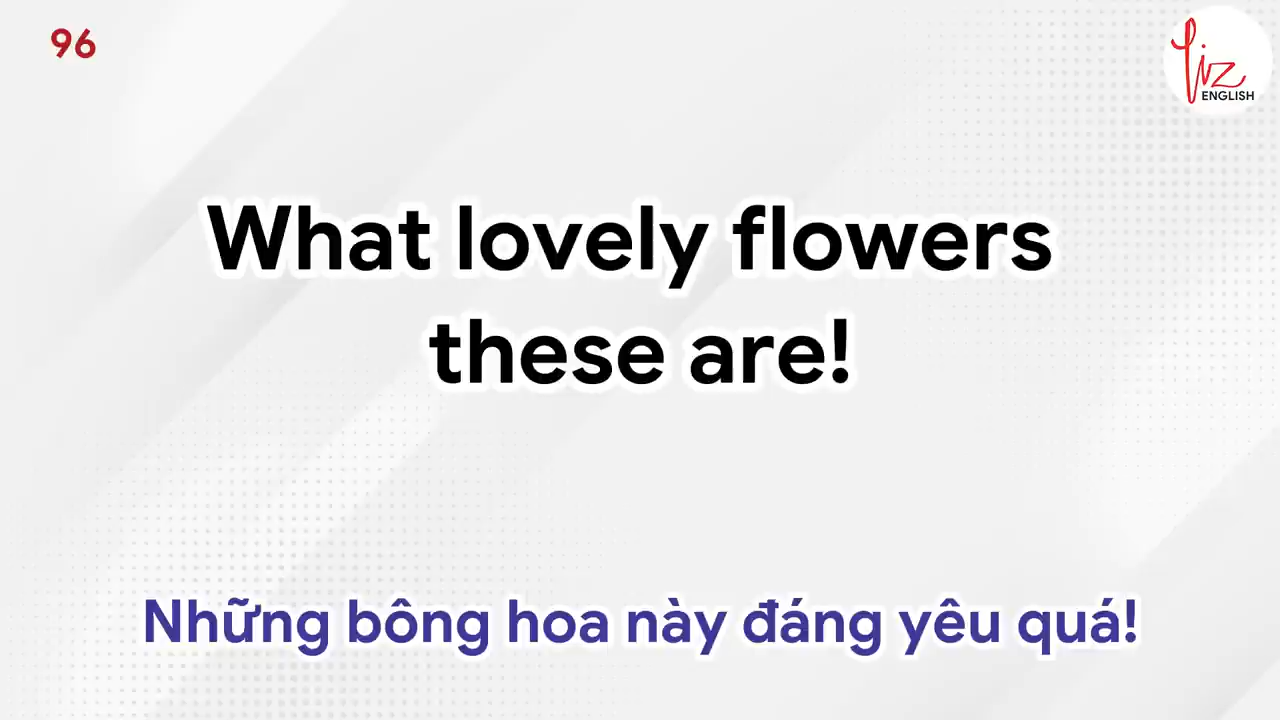 96
Liz
ENGLISH
What lovely flowers
these are!
Những bông hoa này đáng yêu quá!